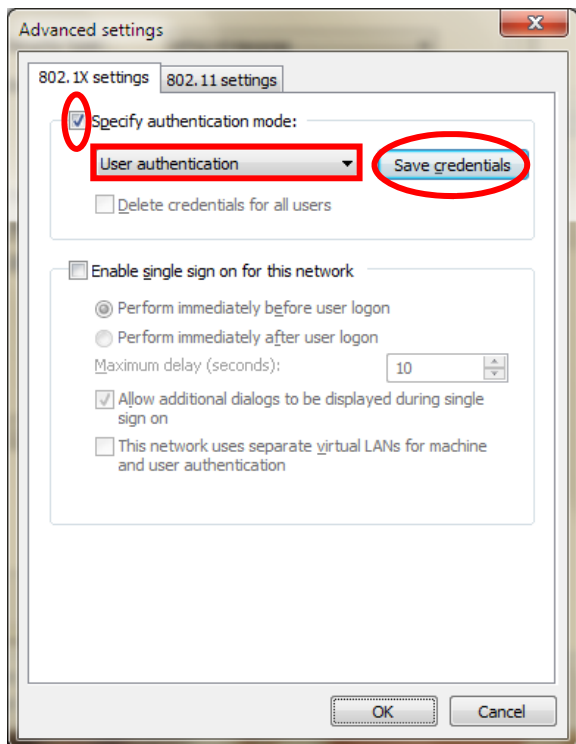 Advanced settings
802.1X settings
802.11 settings
Specify authentication mode:
User authentication
Save credentials
Delete credentials for all users
Enable single sign on for this network
Perform immediately before user logon
Perform immediately after user logon
Maximum delay (seconds):
10
Allow additional dialogs to be displayed during single
sign on
This network uses separate virtual LANs for machine
and user authentication
OK
Cancel